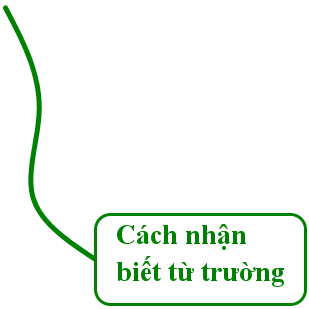 Cách nhận
biết từ trường